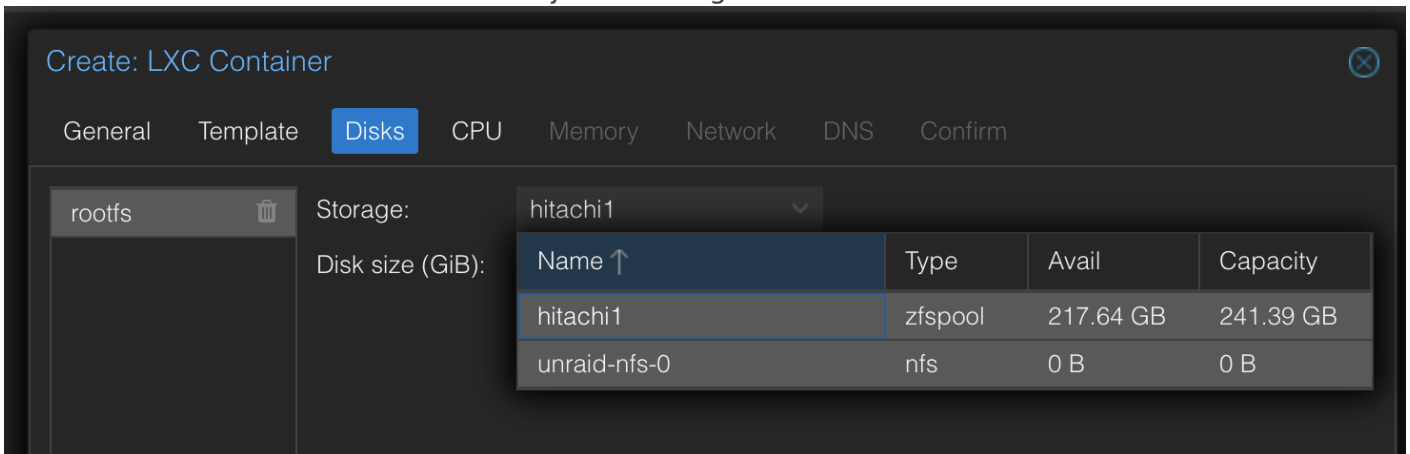 Create: LXC Container
General Template Disks CPU Memory Network DNS Confirm
rootfs Storage: hitachi1
Disk size (GiB): Name ↑ Type Avail Capacity
hitachi1 zfspool 217.64 GB 241.39 GB
unraid-nfs-0 nfs 0 B 0 B